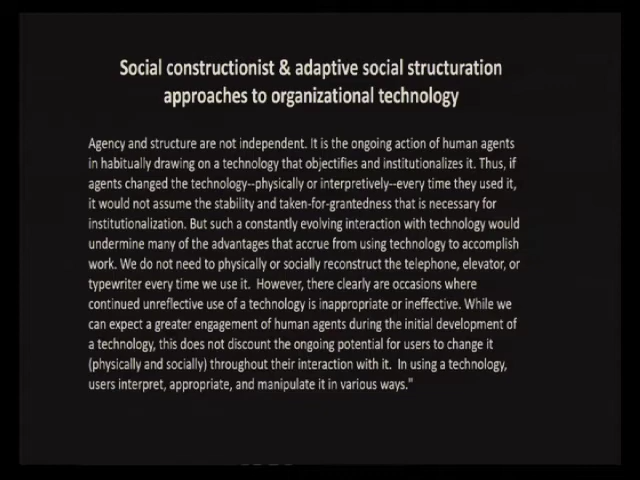 Social constructionist & adaptive social structuration
approaches to organizational technology
Agency and structure are not independent. It is the ongoing action of human agents
in habitually drawing on a technology that objectifies and institutionalizes it. Thus, if
agents changed the technology--physically or interpretively--every time they used it,
it would not assume the stability and taken-for-grantedness that is necessary for
institutionalization. But such a constantly evolving interaction with technology would
undermine many of the advantages that accrue from using technology to accomplish
work. We do not need to physically or socially reconstruct the telephone, elevator, or
typewriter every time we use it. However, there clearly are occasions where
continued unreflective use of a technology is inappropriate or ineffective. While we
can expect a greater engagement of human agents during the initial development of
a technology, this does not discount the ongoing potential for users to change it
(physically and socially) throughout their interaction with it. In using a technology,
users interpret, appropriate, and manipulate it in various ways."